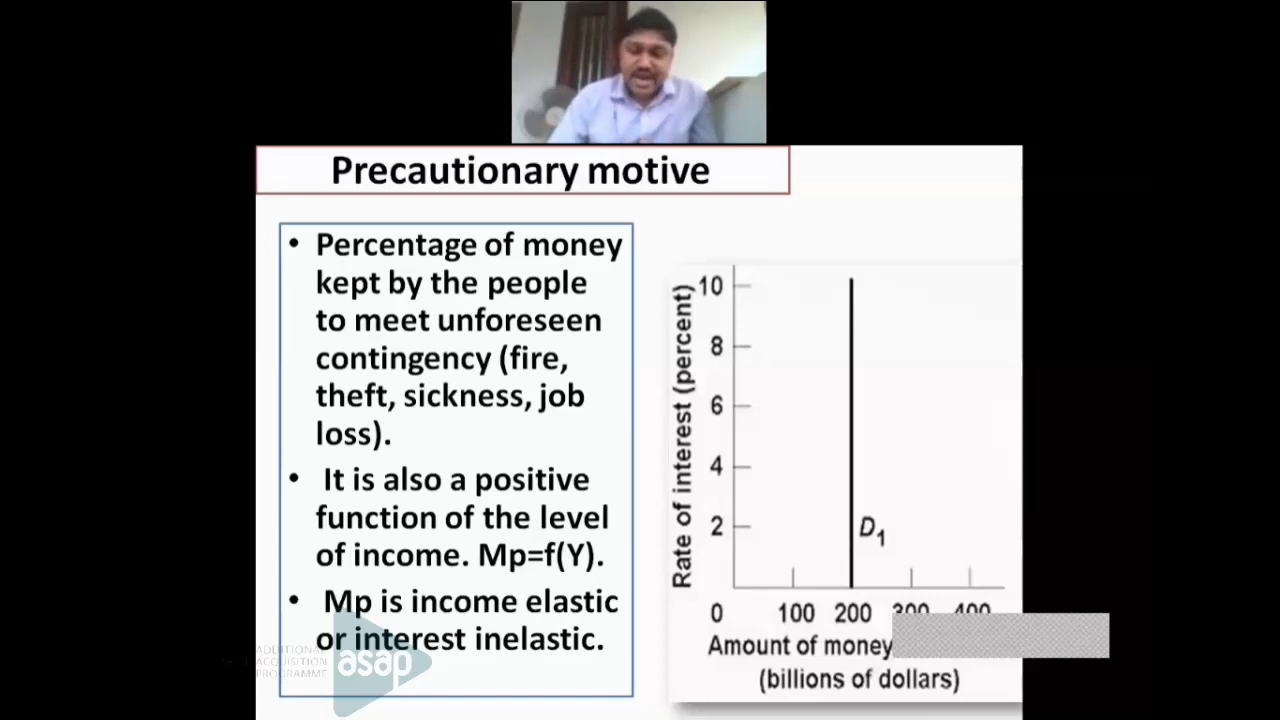 Precautionary motive
• Percentage of money
kept by the people
to meet unforeseen
contingency (fire,
theft, sickness, job
loss).
• It is also a positive
function of the level
of income. Mp=f(Y).
• Mp is income elastic
or interest inelastic.
ADDITIONAL
ACQUISITION
PROGRAMME
asap
Rate of interest (percent)
10
8
6
4
2
D1
0 100 200 300 400
Amount of money
(billions of dollars)